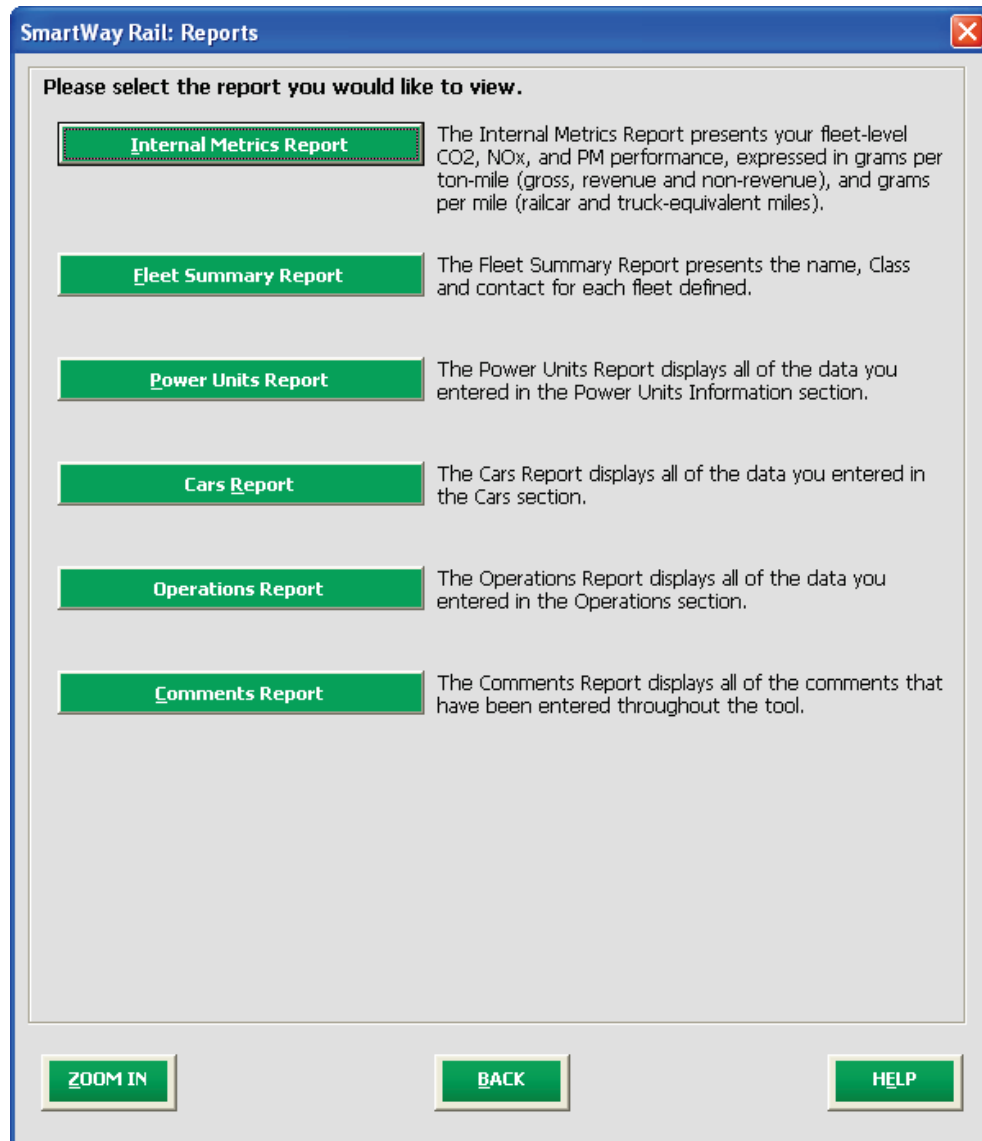 SmartWay Rail: Reports
Please select the report you would like to view.
Internal Metrics Report
The Internal Metrics Report presents your fleet-level
CO2, NOx, and PM performance, expressed in grams per
ton-mile (gross, revenue and non-revenue), and grams
per mile (railcar and truck-equivalent miles).
Fleet Summary Report
The Fleet Summary Report presents the name, Class
and contact for each fleet defined.
Power Units Report
The Power Units Report displays all of the data you
entered in the Power Units Information section.
Cars Report
The Cars Report displays all of the data you entered in
the Cars section.
Operations Report
The Operations Report displays all of the data you
entered in the Operations section.
Comments Report
The Comments Report displays all of the comments that
have been entered throughout the tool.
ZOOM IN
BACK
HELP